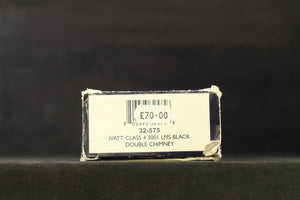 £70.00
32-575
IVATT CLASS 4 3001 LMS BLACK
DOUBLE CHIMNEY